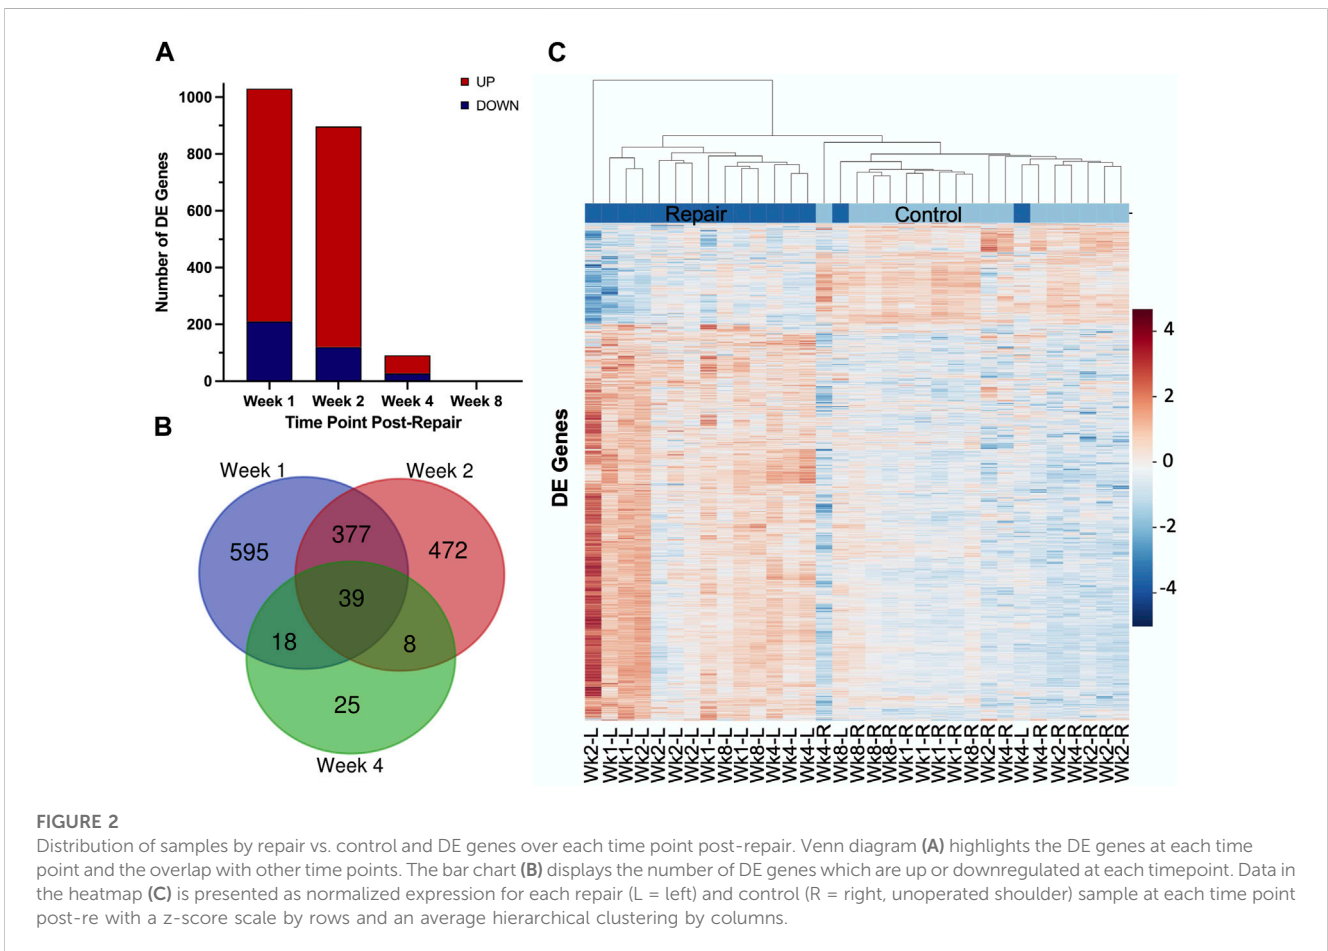 A
UP
DOWN
Number of DE Genes
1000
800
600
400
200
0
Week 1 Week 2 Week 4 Week 8
Time Point Post-Repair
B
Week 1
Week 2
595
377
472
39
18
8
25
Week 4
C
Repair
Control
DE Genes
4
2
0
-2
-4
Wk2-L Wk1-L Wk1-L Wk2-L Wk2-L Wk2-L Wk2-L Wk1-L Wk8-L Wk1-L Wk8-L Wk4-L Wk4-L Wk4-L Wk4-R Wk8-L Wk8-R Wk8-R Wk8-R Wk1-R Wk1-R Wk1-R Wk1-R Wk8-R Wk2-R Wk4-R Wk4-L Wk4-R Wk2-R Wk4-R Wk2-R Wk2-R Wk2-R
FIGURE 2
Distribution of samples by repair vs. control and DE genes over each time point post-repair. Venn diagram (A) highlights the DE genes at each time
point and the overlap with other time points. The bar chart (B) displays the number of DE genes which are up or downregulated at each timepoint. Data in
the heatmap (C) is presented as normalized expression for each repair (L = left) and control (R = right, unoperated shoulder) sample at each time point
post-re with a z-score scale by rows and an average hierarchical clustering by columns.